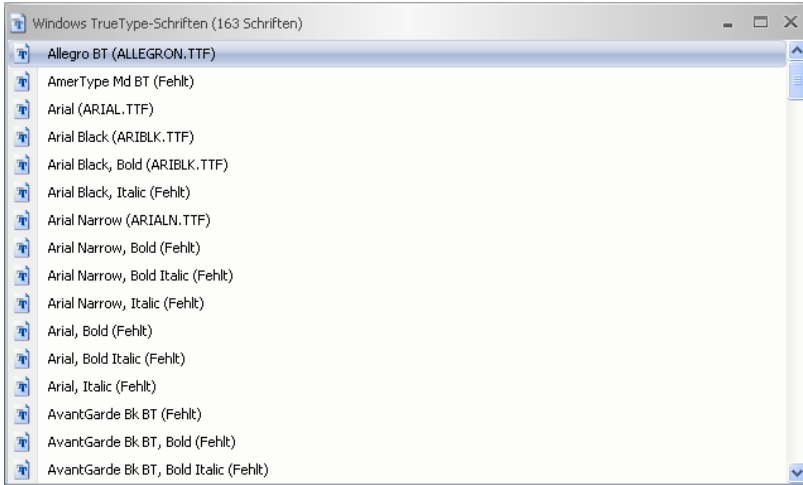 Windows TrueType-Schriften (163 Schriften)
Allegro BT (ALLEGRON.TTF)
AmerType Md BT (Fehlt)
Arial (ARIAL.TTF)
Arial Black (ARIBLK.TTF)
Arial Black, Bold (ARIBLK.TTF)
Arial Black, Italic (Fehlt)
Arial Narrow (ARIALN.TTF)
Arial Narrow, Bold (Fehlt)
Arial Narrow, Bold Italic (Fehlt)
Arial Narrow, Italic (Fehlt)
Arial, Bold (Fehlt)
Arial, Bold Italic (Fehlt)
Arial, Italic (Fehlt)
AvantGarde Bk BT (Fehlt)
AvantGarde Bk BT, Bold (Fehlt)
AvantGarde Bk BT, Bold Italic (Fehlt)